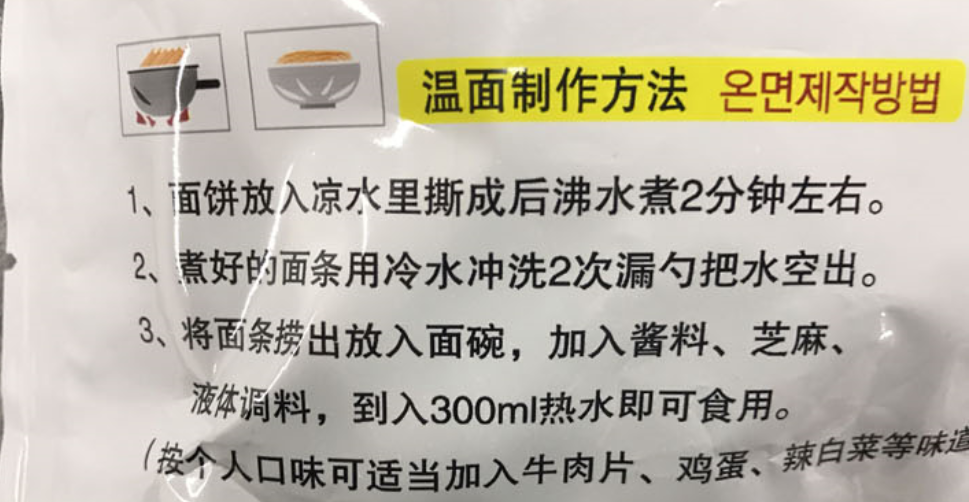 温面制作方法 온면제작방법
1、面饼放入凉水里撕成后沸水煮2分钟左右。
2、煮好的面条用冷水冲洗2次漏勺把水空出。
3、将面条捞出放入面碗，加入酱料、芝麻、
液体调料，到入300ml热水即可食用。
(按个人口味可适当加入牛肉片、鸡蛋、辣白菜等味道